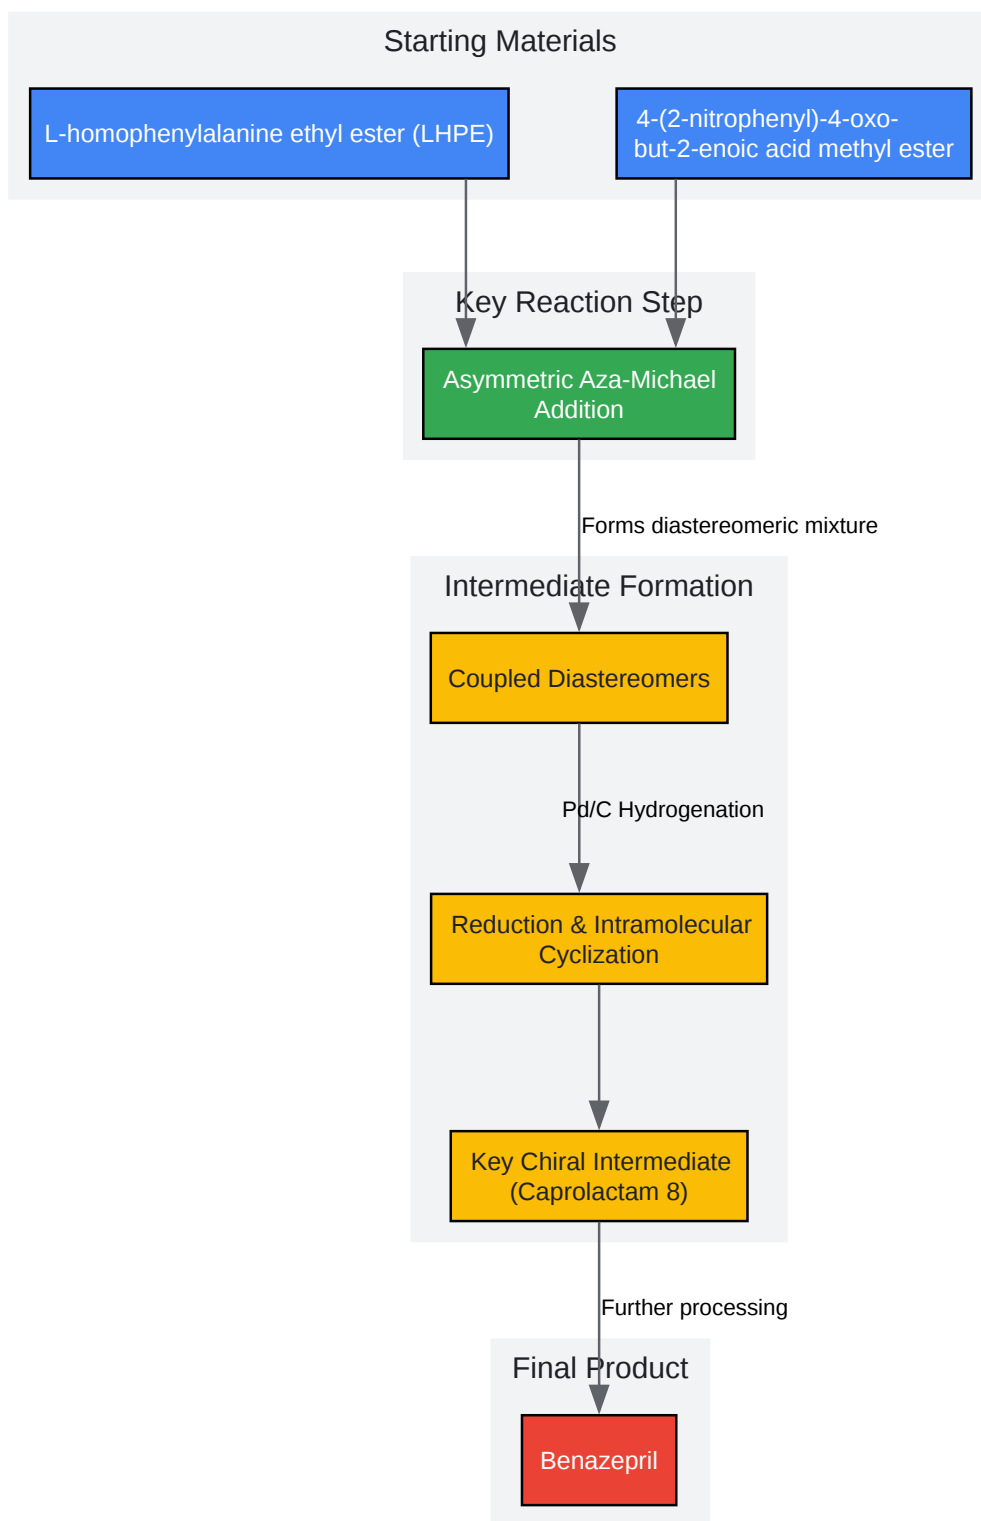 Starting Materials
L-homophenylalanine ethyl ester (LHPE)
4-(2-nitrophenyl)-4-oxo-
but-2-enoic acid methyl ester
Key Reaction Step
Asymmetric Aza-Michael
Addition
Forms diastereomeric mixture
Intermediate Formation
Coupled Diastereomers
Pd/C Hydrogenation
Reduction & Intramolecular
Cyclization
Key Chiral Intermediate
(Caprolactam 8)
Further processing
Final Product
Benazepril